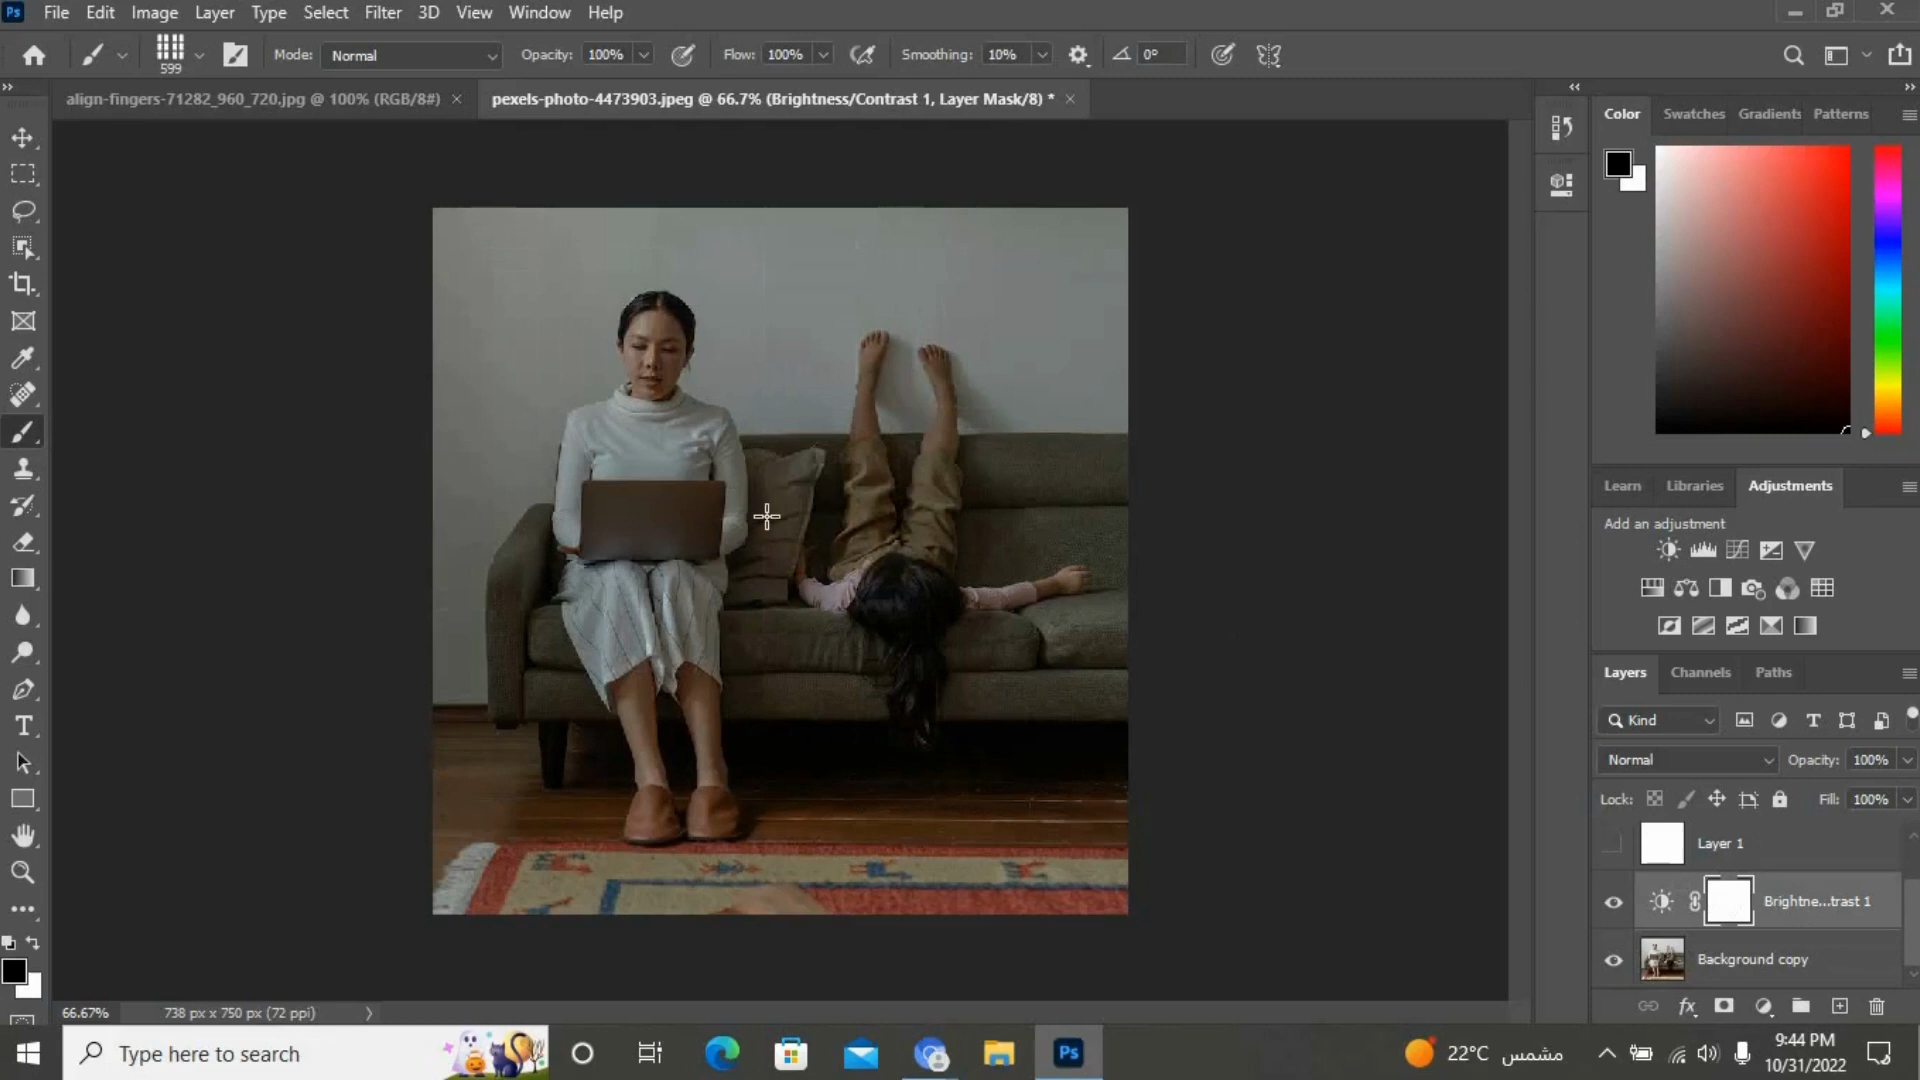 Ps File Edit Image Layer Type Select Filter 3D View Window Help
599 Mode: Normal Opacity: 100% Flow: 100% Smoothing: 10% 0°
align-fingers-71282_960_720.jpg @ 100% (RGB/8#) × pexels-photo-4473903.jpeg @ 66.7% (Brightness/Contrast 1, Layer Mask/8) * ×
Color Swatches Gradients Patterns
Learn Libraries Adjustments
Add an adjustment
Layers Channels Paths
Kind
Normal Opacity: 100%
Lock: Fill: 100%
Layer 1
Brightne...trast 1
Background copy
66.67% 738 px x 750 px (72 ppi)
Type here to search
Ps
22°C مشمس
9:44 PM
10/31/2022